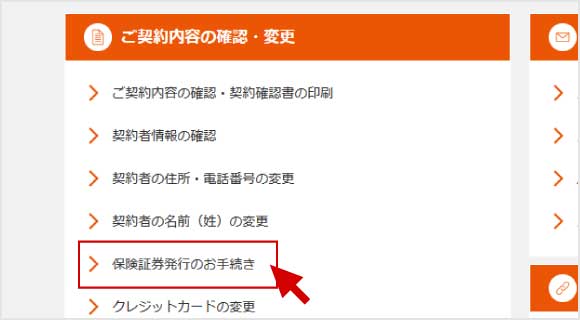 ご契約内容の確認・変更
ご契約内容の確認・契約確認書の印刷
契約者情報の確認
契約者の住所・電話番号の変更
契約者の名前（姓）の変更
保険証券発行のお手続き
クレジットカードの変更